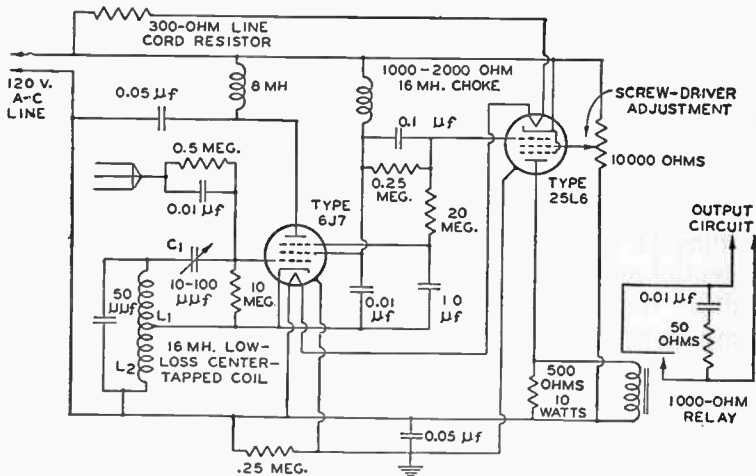 300-OHM LINE
CORD RESISTOR
120 V.
A-C
LINE
8 MH
0.05 µf
1000-2000 OHM
16 MH. CHOKE
SCREW-DRIVER
ADJUSTMENT
0.1 µf
10000 OHMS
0.5 MEG.
0.01 µf
0.25
MEG.
TYPE
25L6
TYPE
6J7
20
MEG.
OUTPUT
CIRCUIT
C1
10-100
µµf
50
µµf
L1
10
MEG.
0.01
µf
10
µf
0.01 µf
50
OHMS
L2
16 MH. LOW-
LOSS CENTER-
TAPPED COIL
500
OHMS
10
WATTS
1000-OHM
RELAY
0.05 µf
.25 MEG.